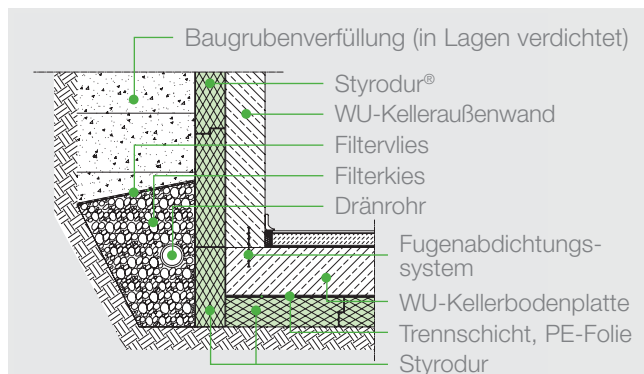 Baugrubenverfüllung (in Lagen verdichtet)
Styrodur®
WU-Kelleraußenwand
Filtervlies
Filterkies
Dränrohr
Fugenabdichtungs-
system
WU-Kellerbodenplatte
Trennschicht, PE-Folie
Styrodur